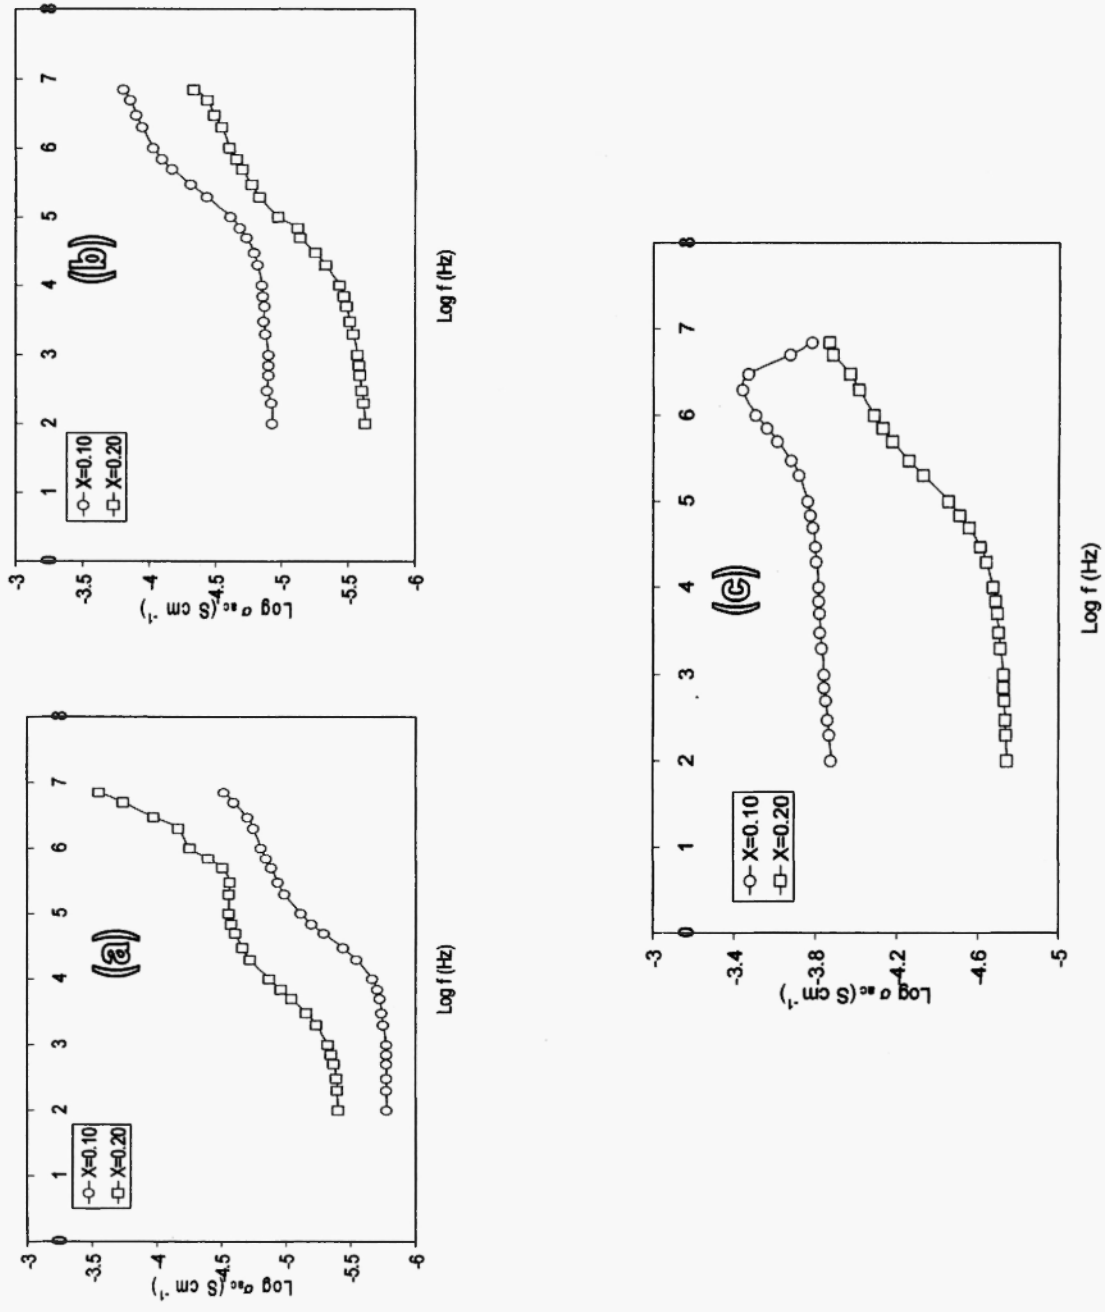 (a)
-o-X=0.10
-□-X=0.20
-3
-3.5
-4
-4.5
-5
-5.5
-6
Log σac (S cm⁻¹)
0 1 2 3 4 5 6 7 8
Log f (Hz)
(b)
-o-X=0.10
-□-X=0.20
-3
-3.5
-4
-4.5
-5
-5.5
-6
Log σac (S cm⁻¹)
0 1 2 3 4 5 6 7 8
Log f (Hz)
(c)
-o-X=0.10
-□-X=0.20
-3
-3.4
-3.8
-4.2
-4.6
-5
Log σac (S cm⁻¹)
0 1 2 3 4 5 6 7 8
Log f (Hz)